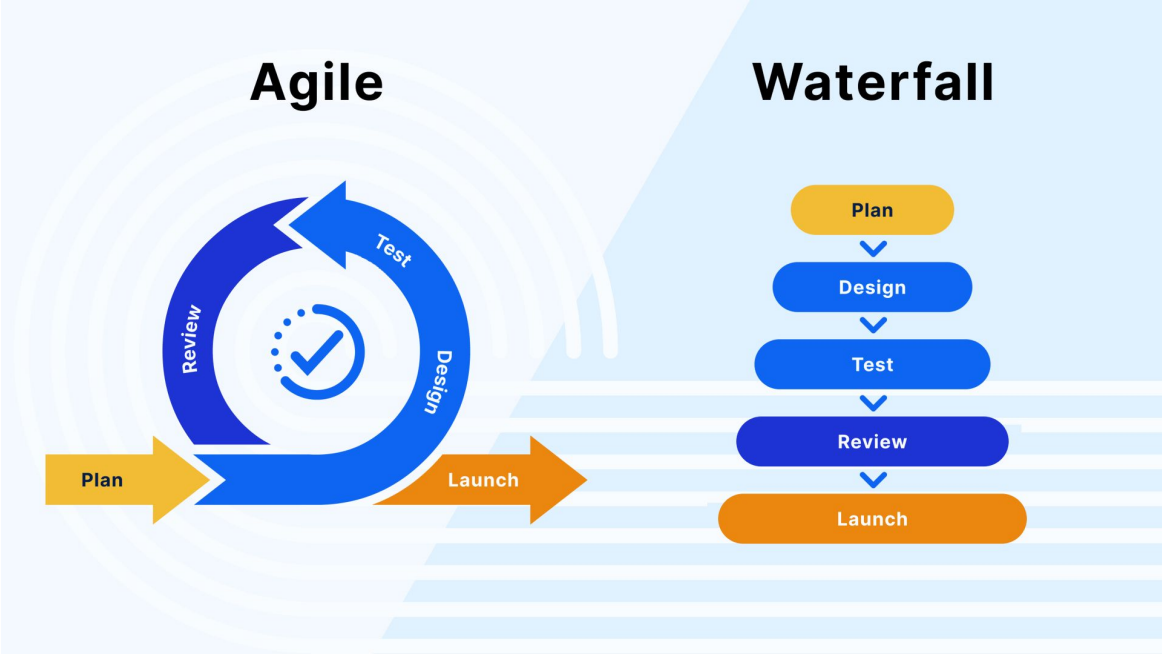 Agile
Waterfall
Plan
Design
Test
Review
Launch
Plan
Design
Test
Review
Launch